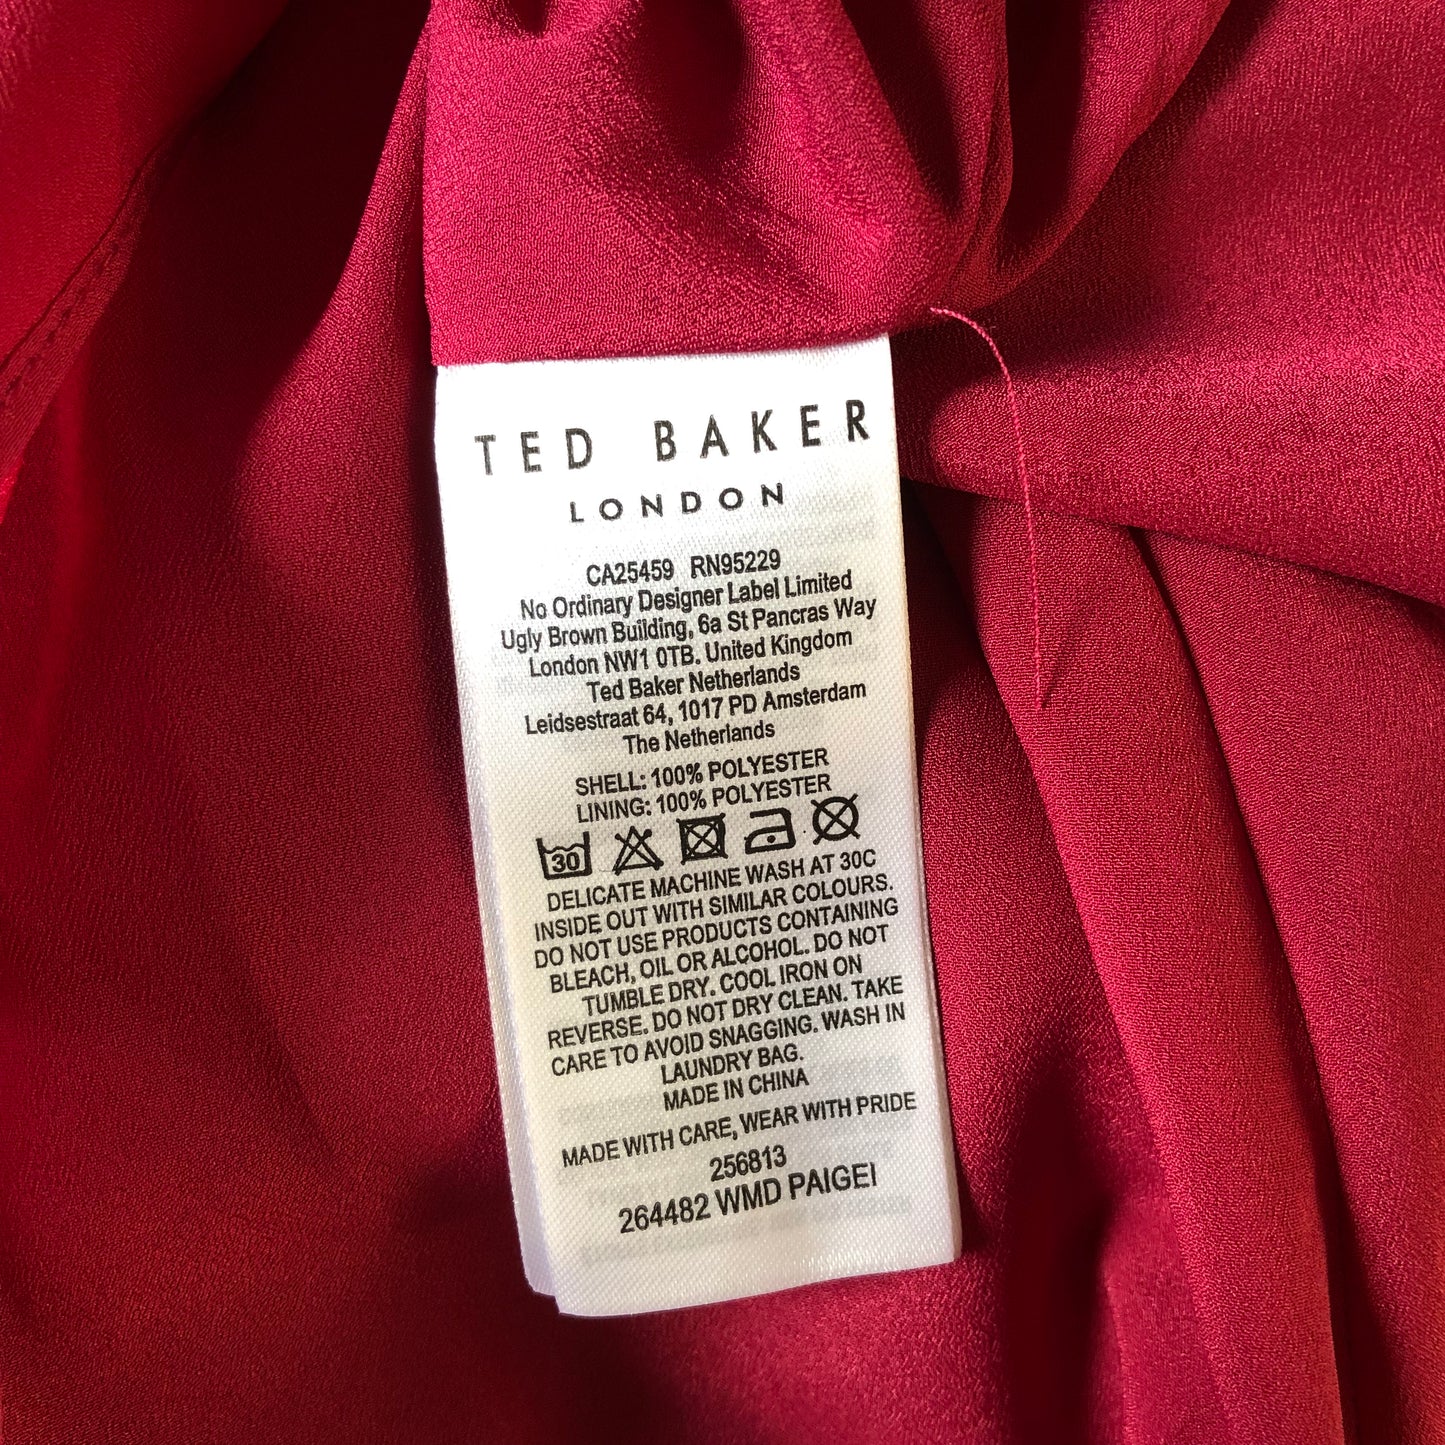 TED BAKER
LONDON
CA25459 RN95229
No Ordinary Designer Label Limited
Ugly Brown Building, 6a St Pancras Way
London NW1 0TB. United Kingdom
Ted Baker Netherlands
Leidsestraat 64, 1017 PD Amsterdam
The Netherlands
SHELL: 100% POLYESTER
LINING: 100% POLYESTER
30
DELICATE MACHINE WASH AT 30C
INSIDE OUT WITH SIMILAR COLOURS.
DO NOT USE PRODUCTS CONTAINING
BLEACH, OIL OR ALCOHOL. DO NOT
TUMBLE DRY. COOL IRON ON
REVERSE. DO NOT DRY CLEAN. TAKE
CARE TO AVOID SNAGGING. WASH IN
LAUNDRY BAG.
MADE IN CHINA
MADE WITH CARE, WEAR WITH PRIDE
256813
264482 WMD PAIGEI